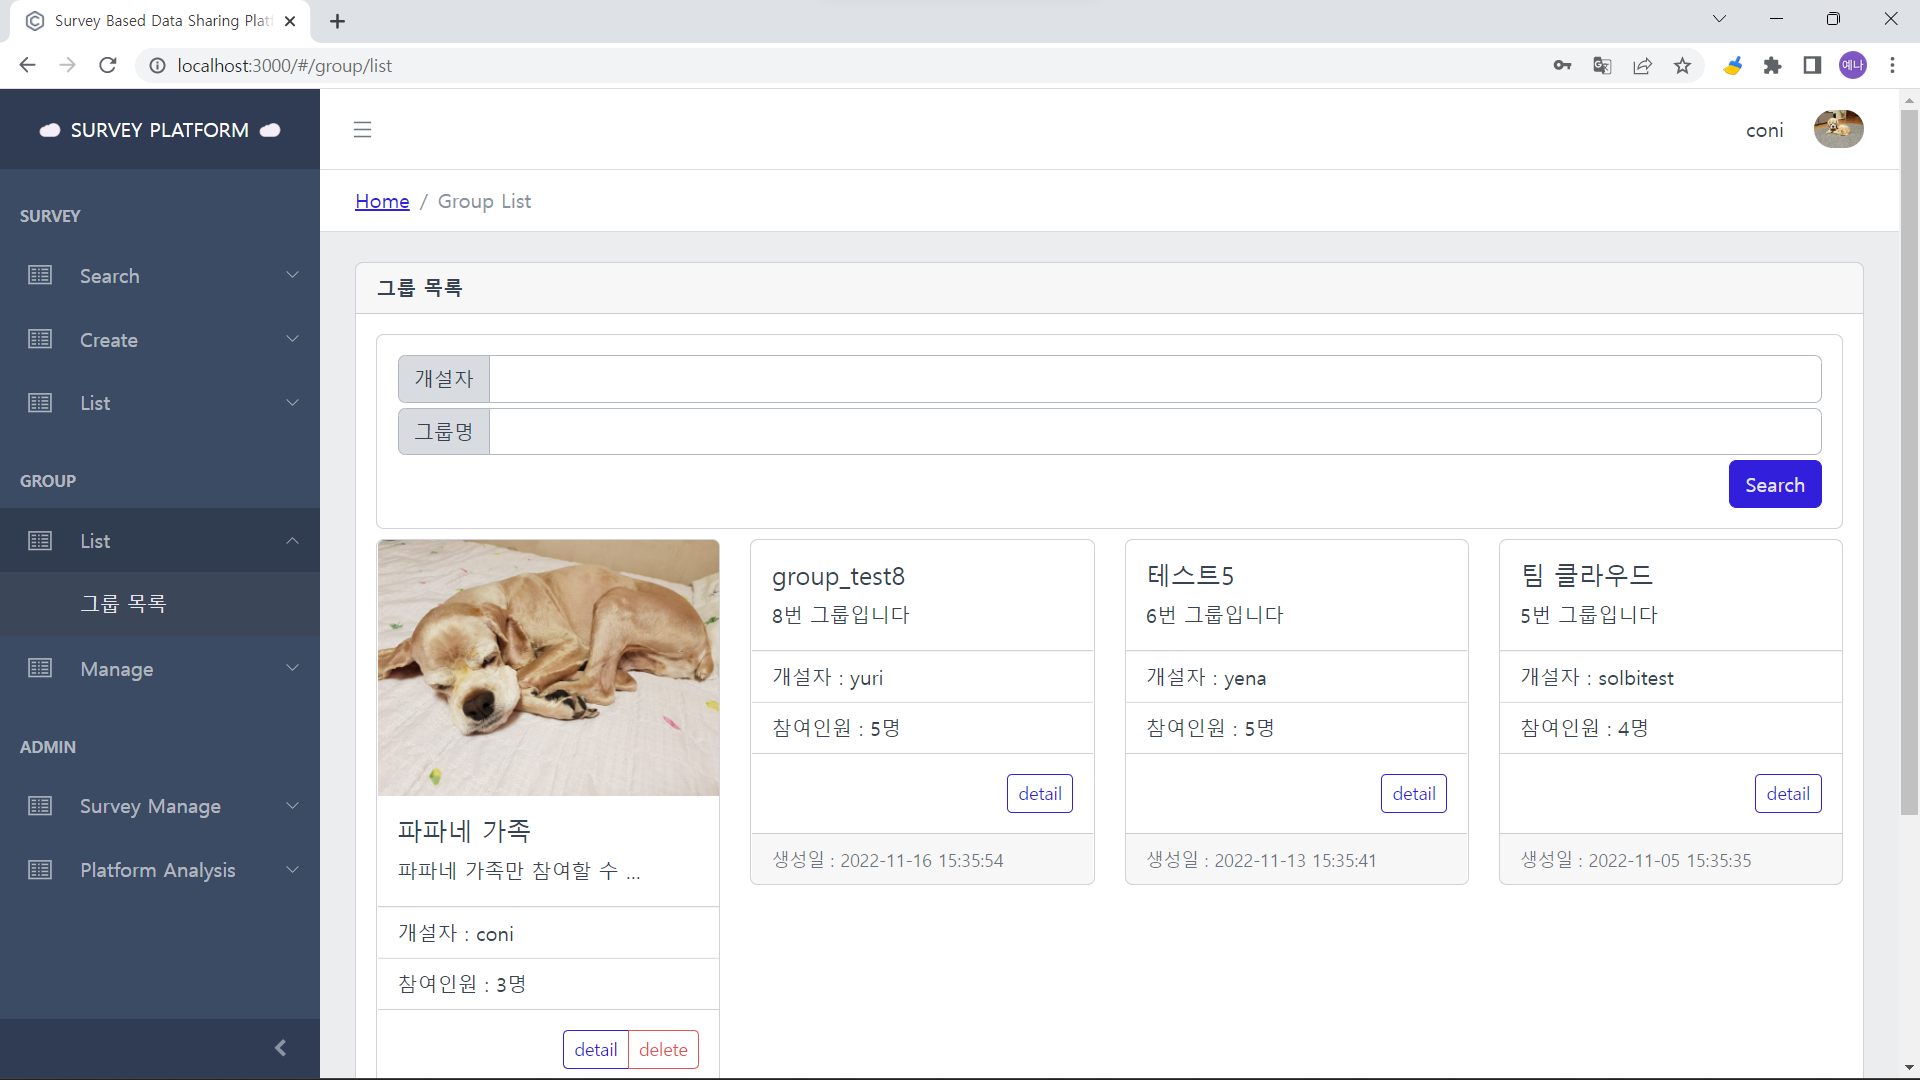 Survey Based Data Sharing Plat
localhost:3000/#/group/list
예나
SURVEY PLATFORM
coni
Home / Group List
SURVEY
Search
Create
List
GROUP
List
그룹 목록
Manage
ADMIN
Survey Manage
Platform Analysis
그룹 목록
개설자
그룹명
Search
파파네 가족
파파네 가족만 참여할 수 ...
개설자 : coni
참여인원 : 3명
detail delete
group_test8
8번 그룹입니다
개설자 : yuri
참여인원 : 5명
detail
생성일 : 2022-11-16 15:35:54
테스트5
6번 그룹입니다
개설자 : yena
참여인원 : 5명
detail
생성일 : 2022-11-13 15:35:41
팀 클라우드
5번 그룹입니다
개설자 : solbitest
참여인원 : 4명
detail
생성일 : 2022-11-05 15:35:35